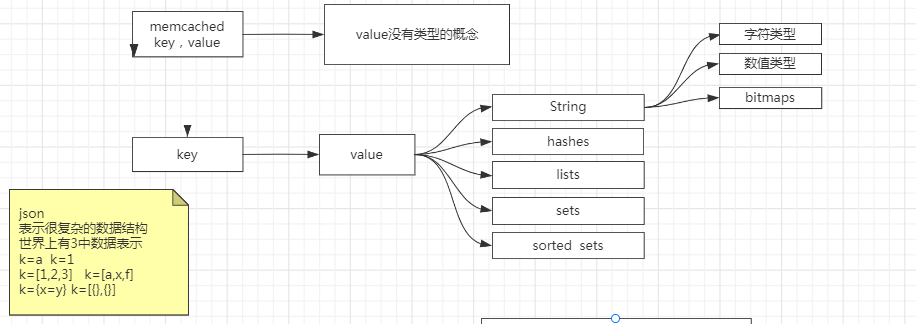 memcached
key，value
value没有类型的概念
字符类型
数值类型
bitmaps
String
hashes
lists
sets
sorted sets
key
value
json
表示很复杂的数据结构
世界上有3中数据表示
k=a k=1
k=[1,2,3] k=[a,x,f]
k={x=y} k=[{},{}]